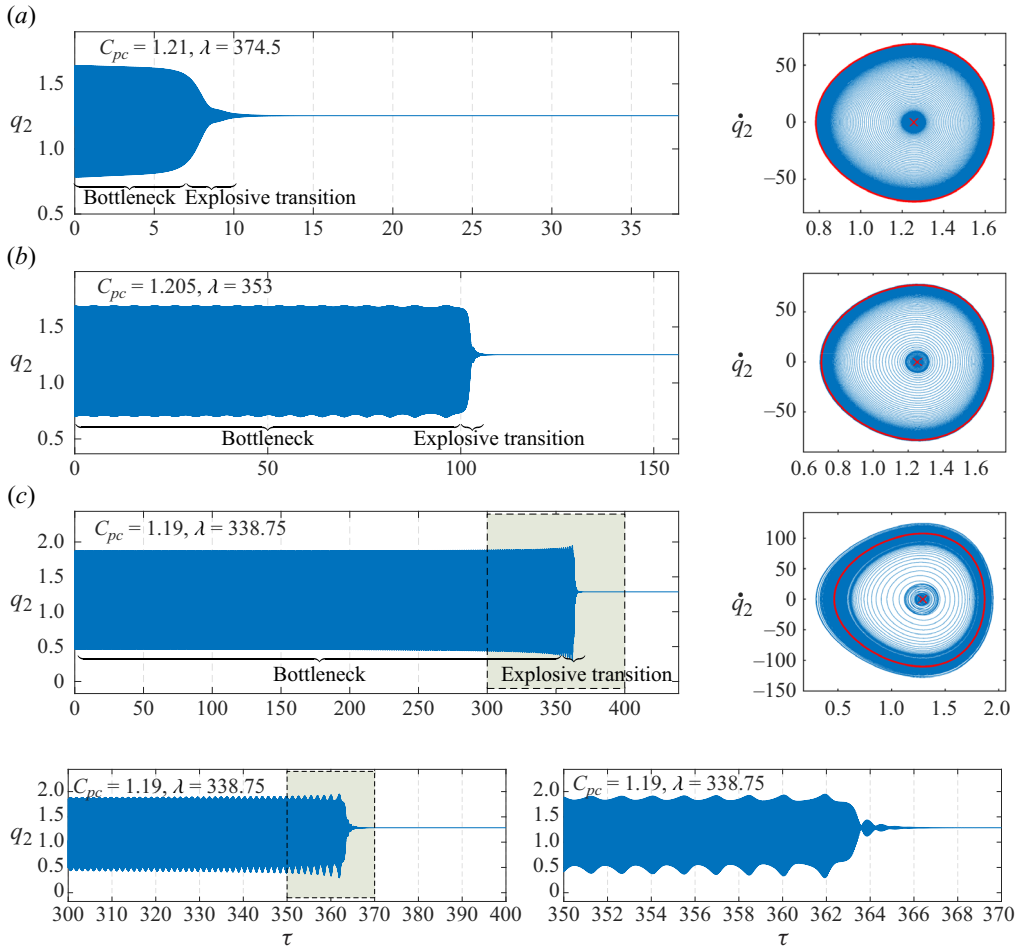 (a)
C_pc = 1.21, λ = 374.5
q₂
1.5
1.0
0.5
Bottleneck Explosive transition
0 5 10 15 20 25 30 35
q̇₂
50
0
−50
0.8 1.0 1.2 1.4 1.6
(b)
C_pc = 1.205, λ = 353
q₂
1.5
1.0
0.5
Bottleneck Explosive transition
0 50 100 150
q̇₂
50
0
−50
0.6 0.8 1.0 1.2 1.4 1.6
(c)
C_pc = 1.19, λ = 338.75
q₂
2.0
1.5
1.0
0.5
0
Bottleneck Explosive transition
0 50 100 150 200 250 300 350 400
q̇₂
100
50
0
−50
−100
−150
0.5 1.0 1.5 2.0
C_pc = 1.19, λ = 338.75
q₂
2.0
1.5
1.0
0.5
0
300 310 320 330 340 350 360 370 380 390 400
τ
C_pc = 1.19, λ = 338.75
2.0
1.5
1.0
0.5
0
350 352 354 356 358 360 362 364 366 368 370
τ